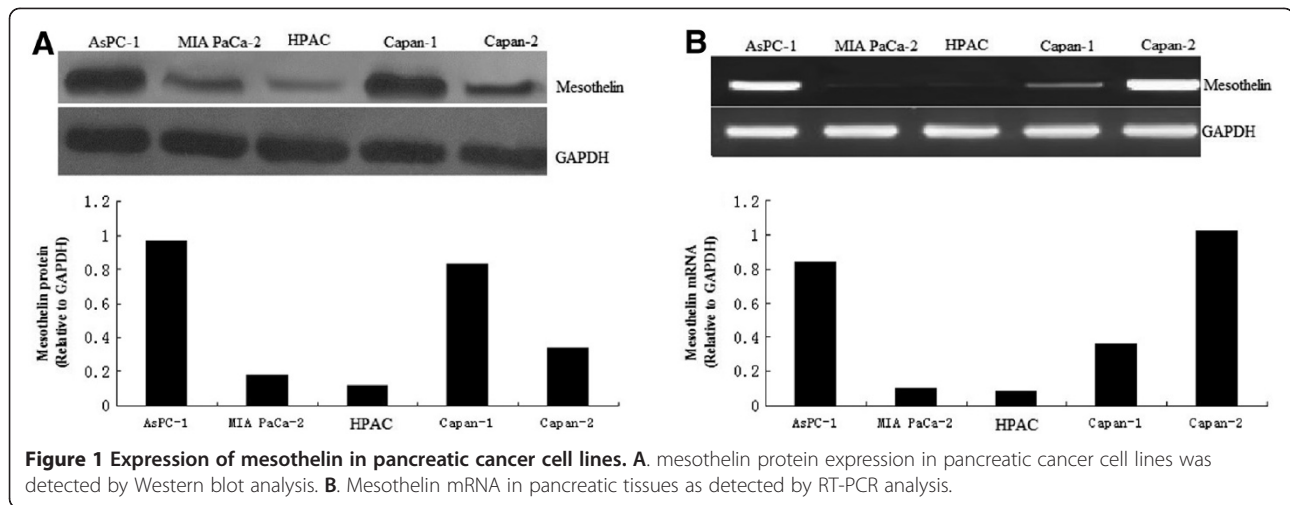 A
AsPC-1 MIA PaCa-2 HPAC Capan-1 Capan-2
Mesothelin
GAPDH
Mesothelin protein
(Relative to GAPDH)
1.2
1
0.8
0.6
0.4
0.2
0
AsPC-1 MIA PaCa-2 HPAC Capan-1 Capan-2
B
AsPC-1 MIA PaCa-2 HPAC Capan-1 Capan-2
Mesothelin
GAPDH
Mesothelin mRNA
(Relative to GAPDH)
1.2
1
0.8
0.6
0.4
0.2
0
AsPC-1 MIA PaCa-2 HPAC Capan-1 Capan-2
Figure 1 Expression of mesothelin in pancreatic cancer cell lines. A. mesothelin protein expression in pancreatic cancer cell lines was
detected by Western blot analysis. B. Mesothelin mRNA in pancreatic tissues as detected by RT-PCR analysis.